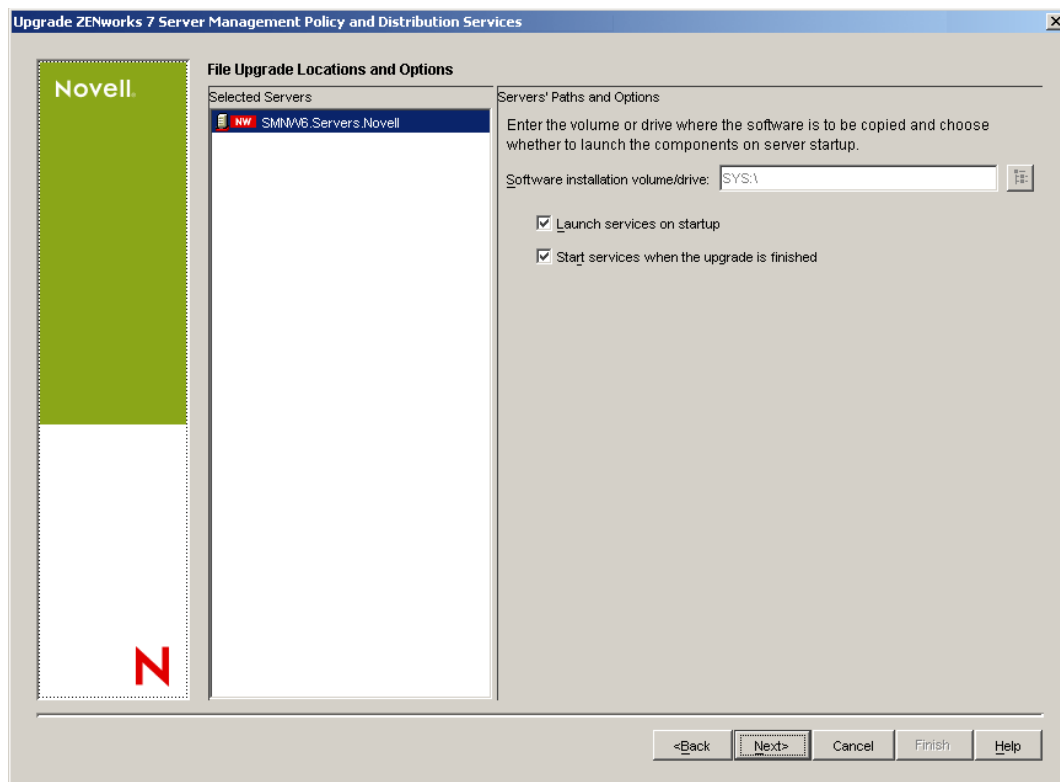 Upgrade ZENworks 7 Server Management Policy and Distribution Services
Novell.
File Upgrade Locations and Options
Selected Servers
NW SMNW6.Servers.Novell
Servers' Paths and Options
Enter the volume or drive where the software is to be copied and choose
whether to launch the components on server startup.
Software installation volume/drive: SYS:\
Launch services on startup
Start services when the upgrade is finished
N
<Back Next> Cancel Finish Help